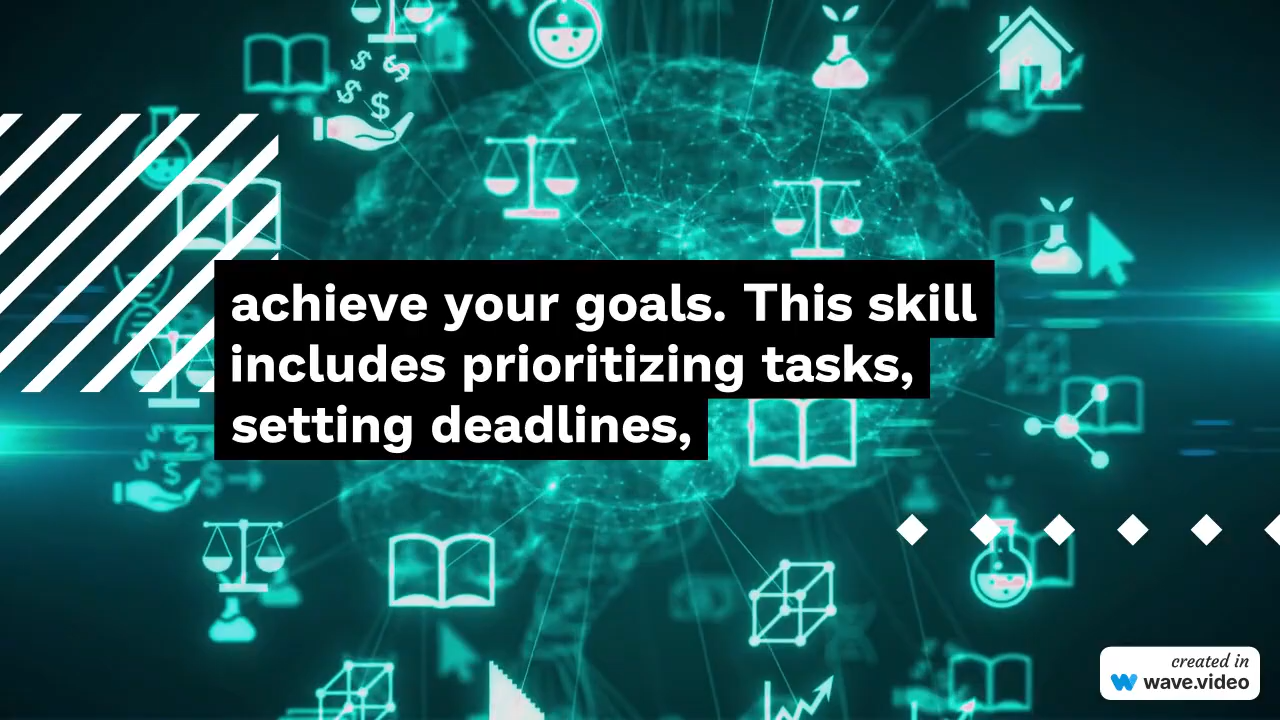 achieve your goals. This skill
includes prioritizing tasks,
setting deadlines,
created in
wave.video